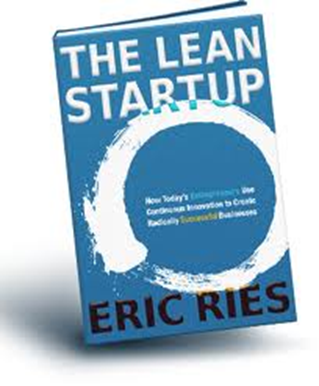 THE LEAN
STARTUP
How Today's Entrepreneurs Use
Continuous Innovation to Create
Radically Successful Businesses
ERIC RIES